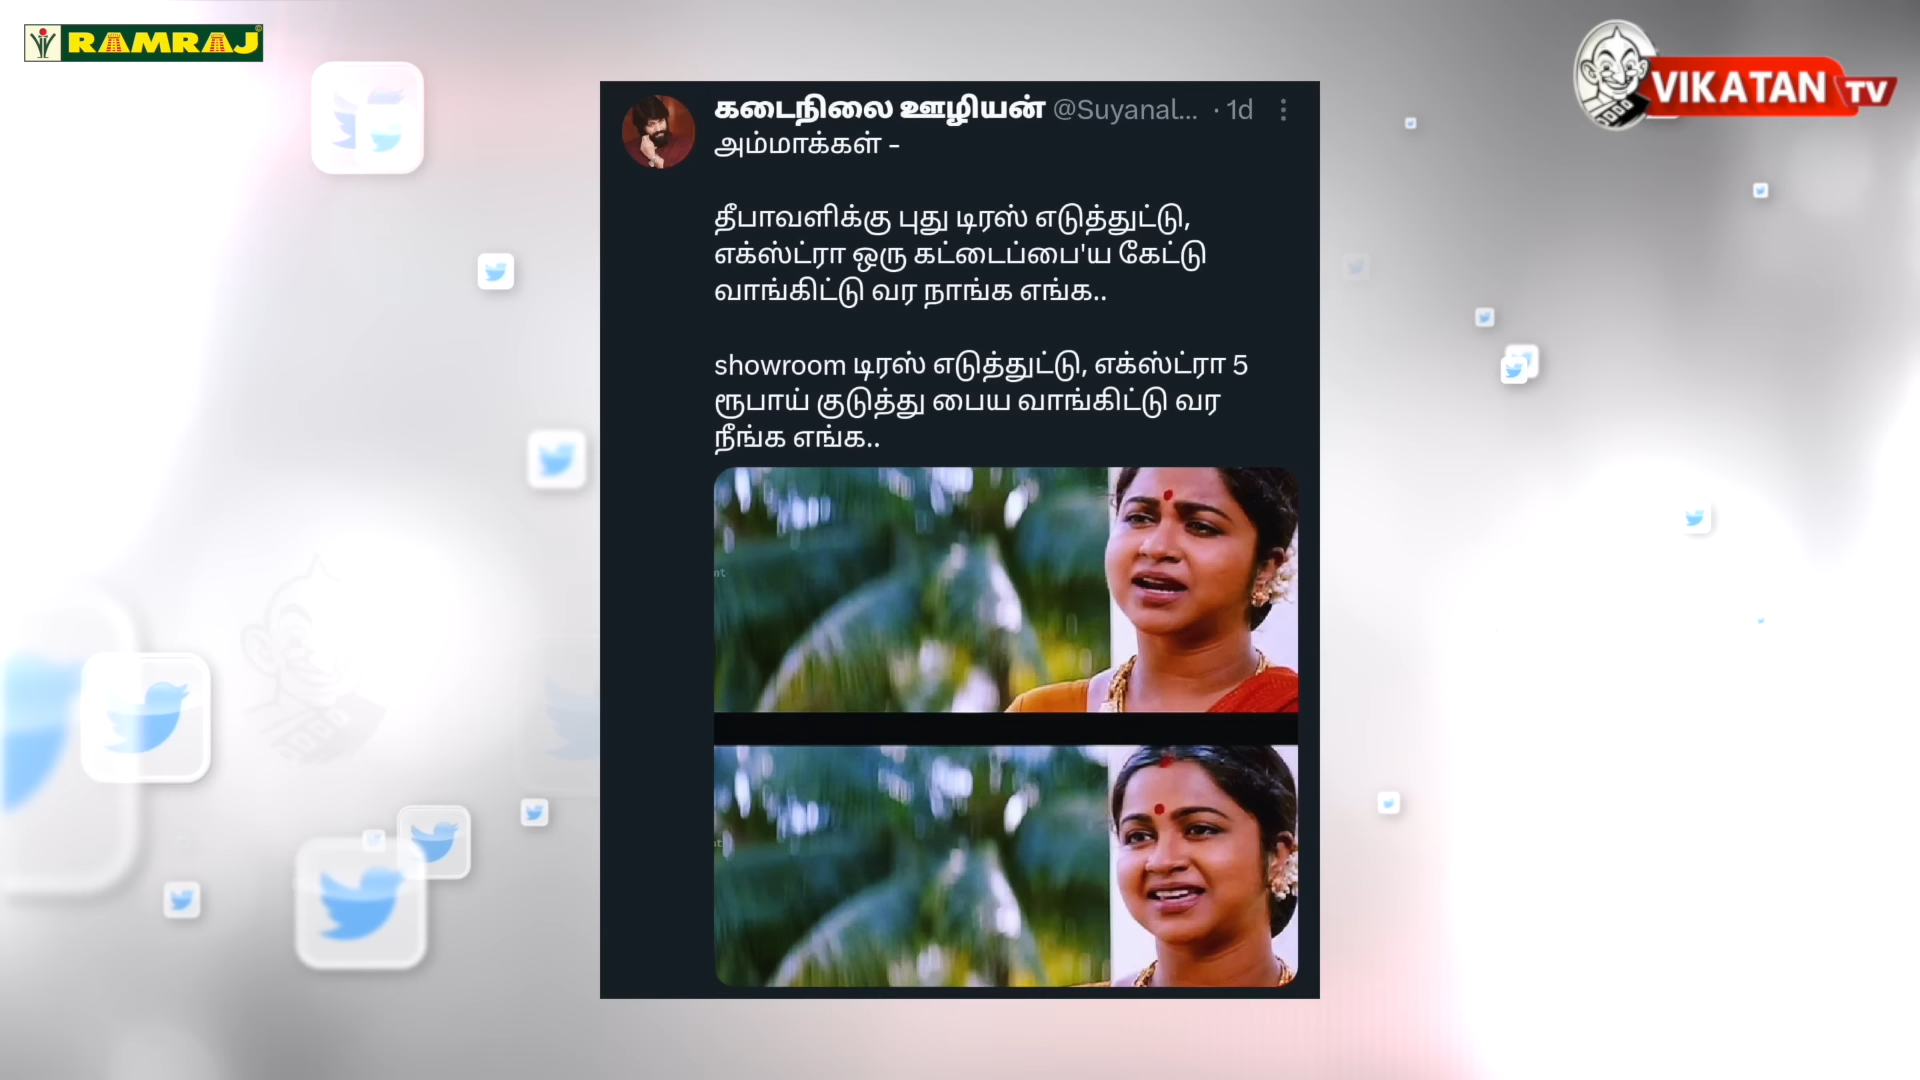 RAMRAJ
VIKATAN TV
கடைநிலை ஊழியன் @Suyanal... · 1d
அம்மாக்கள் -
தீபாவளிக்கு புது டிரஸ் எடுத்துட்டு,
எக்ஸ்ட்ரா ஒரு கட்டைப்பை'ய கேட்டு
வாங்கிட்டு வர நாங்க எங்க..
showroom டிரஸ் எடுத்துட்டு, எக்ஸ்ட்ரா 5
ரூபாய் குடுத்து பைய வாங்கிட்டு வர
நீங்க எங்க..
nt